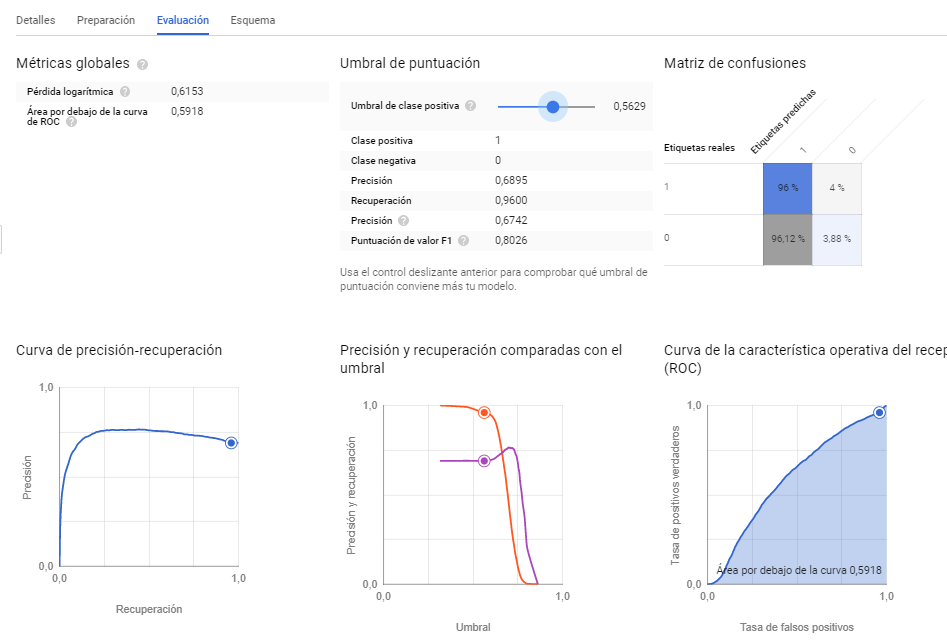 Detalles Preparación Evaluación Esquema
Métricas globales
Pérdida logarítmica 0,6153
Área por debajo de la curva
de ROC 0,5918
Umbral de puntuación
Umbral de clase positiva 0,5629
Clase positiva 1
Clase negativa 0
Precisión 0,6895
Recuperación 0,9600
Precisión 0,6742
Puntuación de valor F1 0,8026
Usa el control deslizante anterior para comprobar qué umbral de
puntuación conviene más tu modelo.
Matriz de confusiones
Etiquetas predichas
Etiquetas reales 1 0
1 96 % 4 %
0 96,12 % 3,88 %
Curva de precisión-recuperación
1,0
Precisión
0,0
0,0 1,0
Recuperación
Precisión y recuperación comparadas con el
umbral
1,0
Precisión y recuperación
0,0
0,0 1,0
Umbral
Curva de la característica operativa del recep
(ROC)
1,0
Tasa de positivos verdaderos
Área por debajo de la curva 0,5918
0,0
0,0 1,0
Tasa de falsos positivos